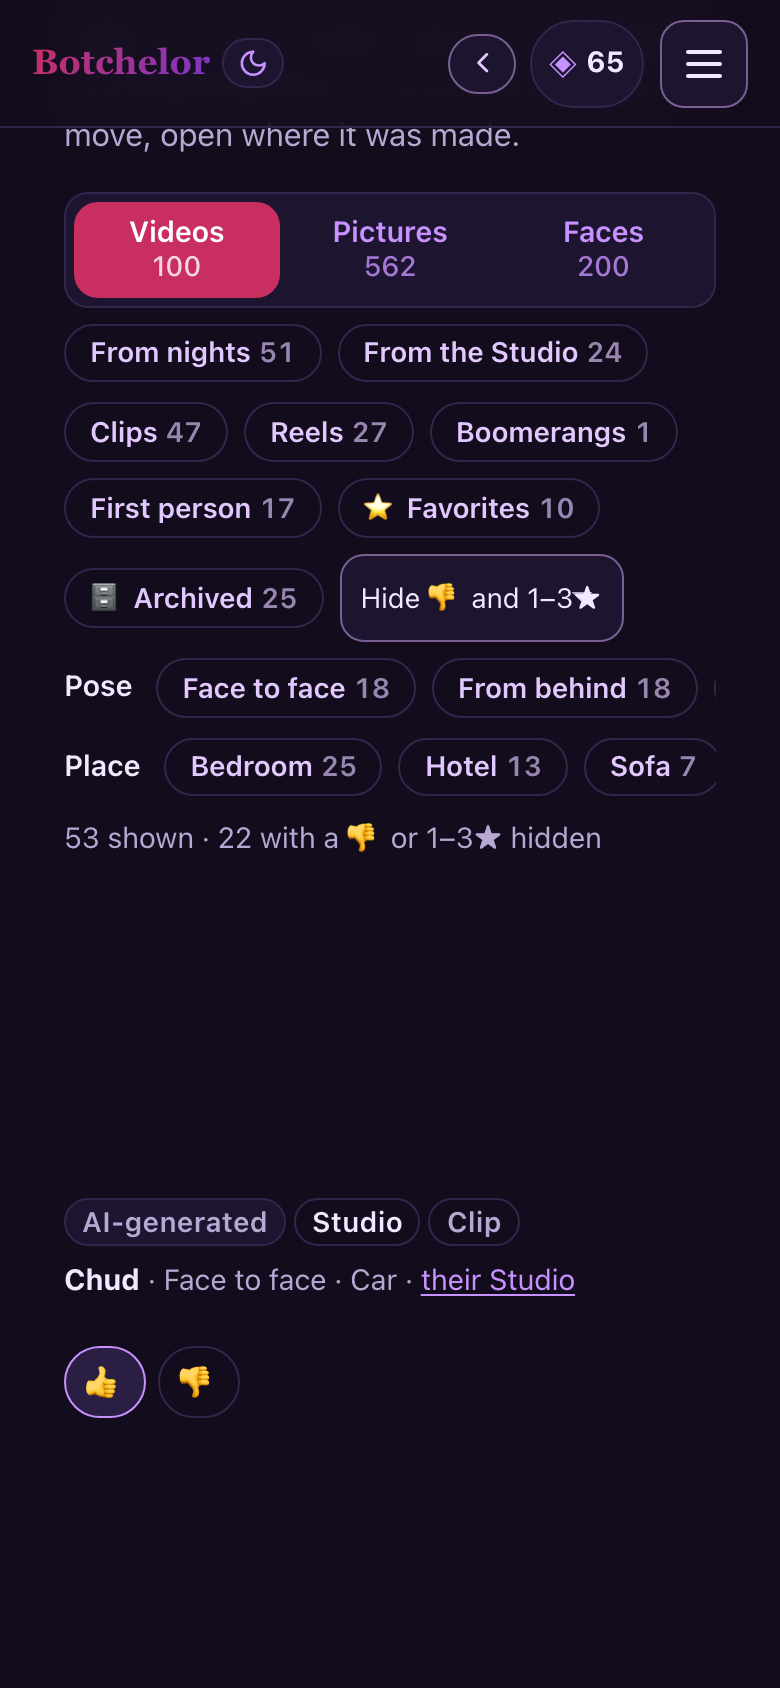 Botchelor
65
move, open where it was made.
Videos Pictures Faces
100 562 200
From nights 51 From the Studio 24
Clips 47 Reels 27 Boomerangs 1
First person 17 ⭐ Favorites 10
🗄️ Archived 25 Hide 👎 and 1–3★
Pose Face to face 18 From behind 18
Place Bedroom 25 Hotel 13 Sofa 7
53 shown · 22 with a 👎 or 1–3★ hidden
AI-generated Studio Clip
Chud · Face to face · Car · their Studio
👍 👎